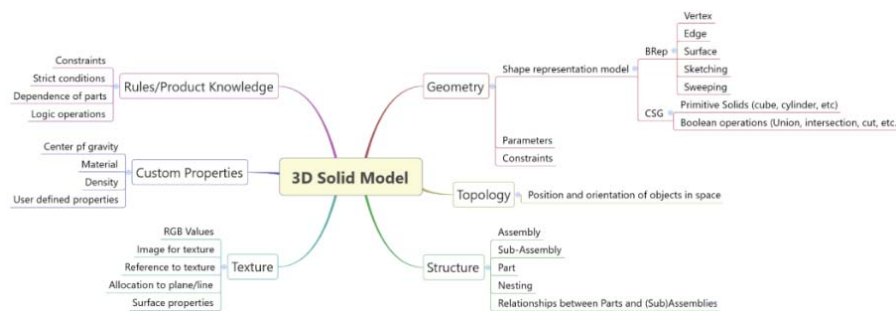 3D Solid Model
Rules/Product Knowledge
Constraints
Strict conditions
Dependence of parts
Logic operations
Custom Properties
Center pf gravity
Material
Density
User defined properties
Texture
RGB Values
Image for texture
Reference to texture
Allocation to plane/line
Surface properties
Geometry
Shape representation model
BRep
Vertex
Edge
Surface
Sketching
Sweeping
CSG
Primitive Solids (cube, cylinder, etc)
Boolean operations (Union, intersection, cut, etc.
Parameters
Constraints
Topology
Position and orientation of objects in space
Structure
Assembly
Sub-Assembly
Part
Nesting
Relationships between Parts and (Sub)Assemblies